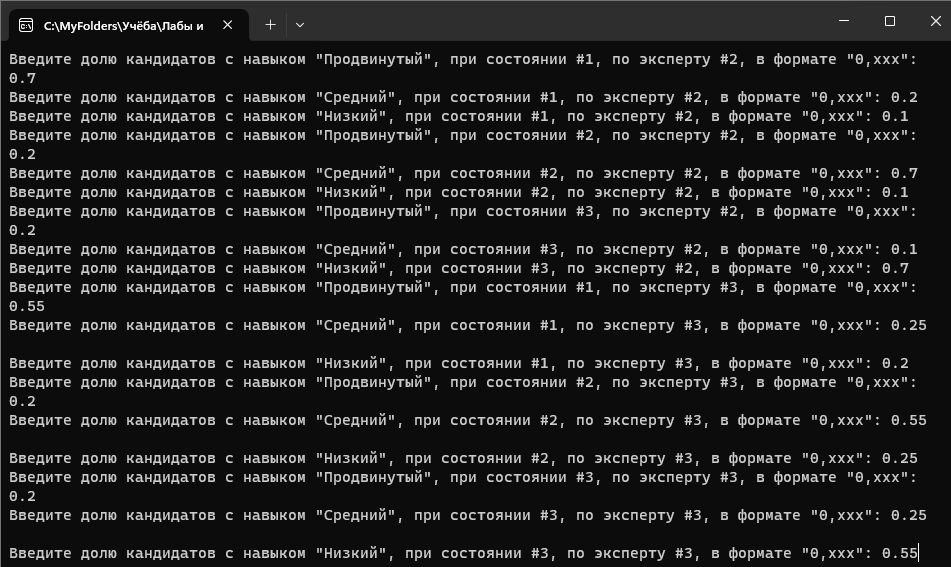 C:\MyFolders\Учёба\Лабы и
Введите долю кандидатов с навыком "Продвинутый", при состоянии #1, по эксперту #2, в формате "0,xxx":
0.7
Введите долю кандидатов с навыком "Средний", при состоянии #1, по эксперту #2, в формате "0,xxx": 0.2
Введите долю кандидатов с навыком "Низкий", при состоянии #1, по эксперту #2, в формате "0,xxx": 0.1
Введите долю кандидатов с навыком "Продвинутый", при состоянии #2, по эксперту #2, в формате "0,xxx":
0.2
Введите долю кандидатов с навыком "Средний", при состоянии #2, по эксперту #2, в формате "0,xxx": 0.7
Введите долю кандидатов с навыком "Низкий", при состоянии #2, по эксперту #2, в формате "0,xxx": 0.1
Введите долю кандидатов с навыком "Продвинутый", при состоянии #3, по эксперту #2, в формате "0,xxx":
0.2
Введите долю кандидатов с навыком "Средний", при состоянии #3, по эксперту #2, в формате "0,xxx": 0.1
Введите долю кандидатов с навыком "Низкий", при состоянии #3, по эксперту #2, в формате "0,xxx": 0.7
Введите долю кандидатов с навыком "Продвинутый", при состоянии #1, по эксперту #3, в формате "0,xxx":
0.55
Введите долю кандидатов с навыком "Средний", при состоянии #1, по эксперту #3, в формате "0,xxx": 0.25
Введите долю кандидатов с навыком "Низкий", при состоянии #1, по эксперту #3, в формате "0,xxx": 0.2
Введите долю кандидатов с навыком "Продвинутый", при состоянии #2, по эксперту #3, в формате "0,xxx":
0.2
Введите долю кандидатов с навыком "Средний", при состоянии #2, по эксперту #3, в формате "0,xxx": 0.55
Введите долю кандидатов с навыком "Низкий", при состоянии #2, по эксперту #3, в формате "0,xxx": 0.25
Введите долю кандидатов с навыком "Продвинутый", при состоянии #3, по эксперту #3, в формате "0,xxx":
0.2
Введите долю кандидатов с навыком "Средний", при состоянии #3, по эксперту #3, в формате "0,xxx": 0.25
Введите долю кандидатов с навыком "Низкий", при состоянии #3, по эксперту #3, в формате "0,xxx": 0.55